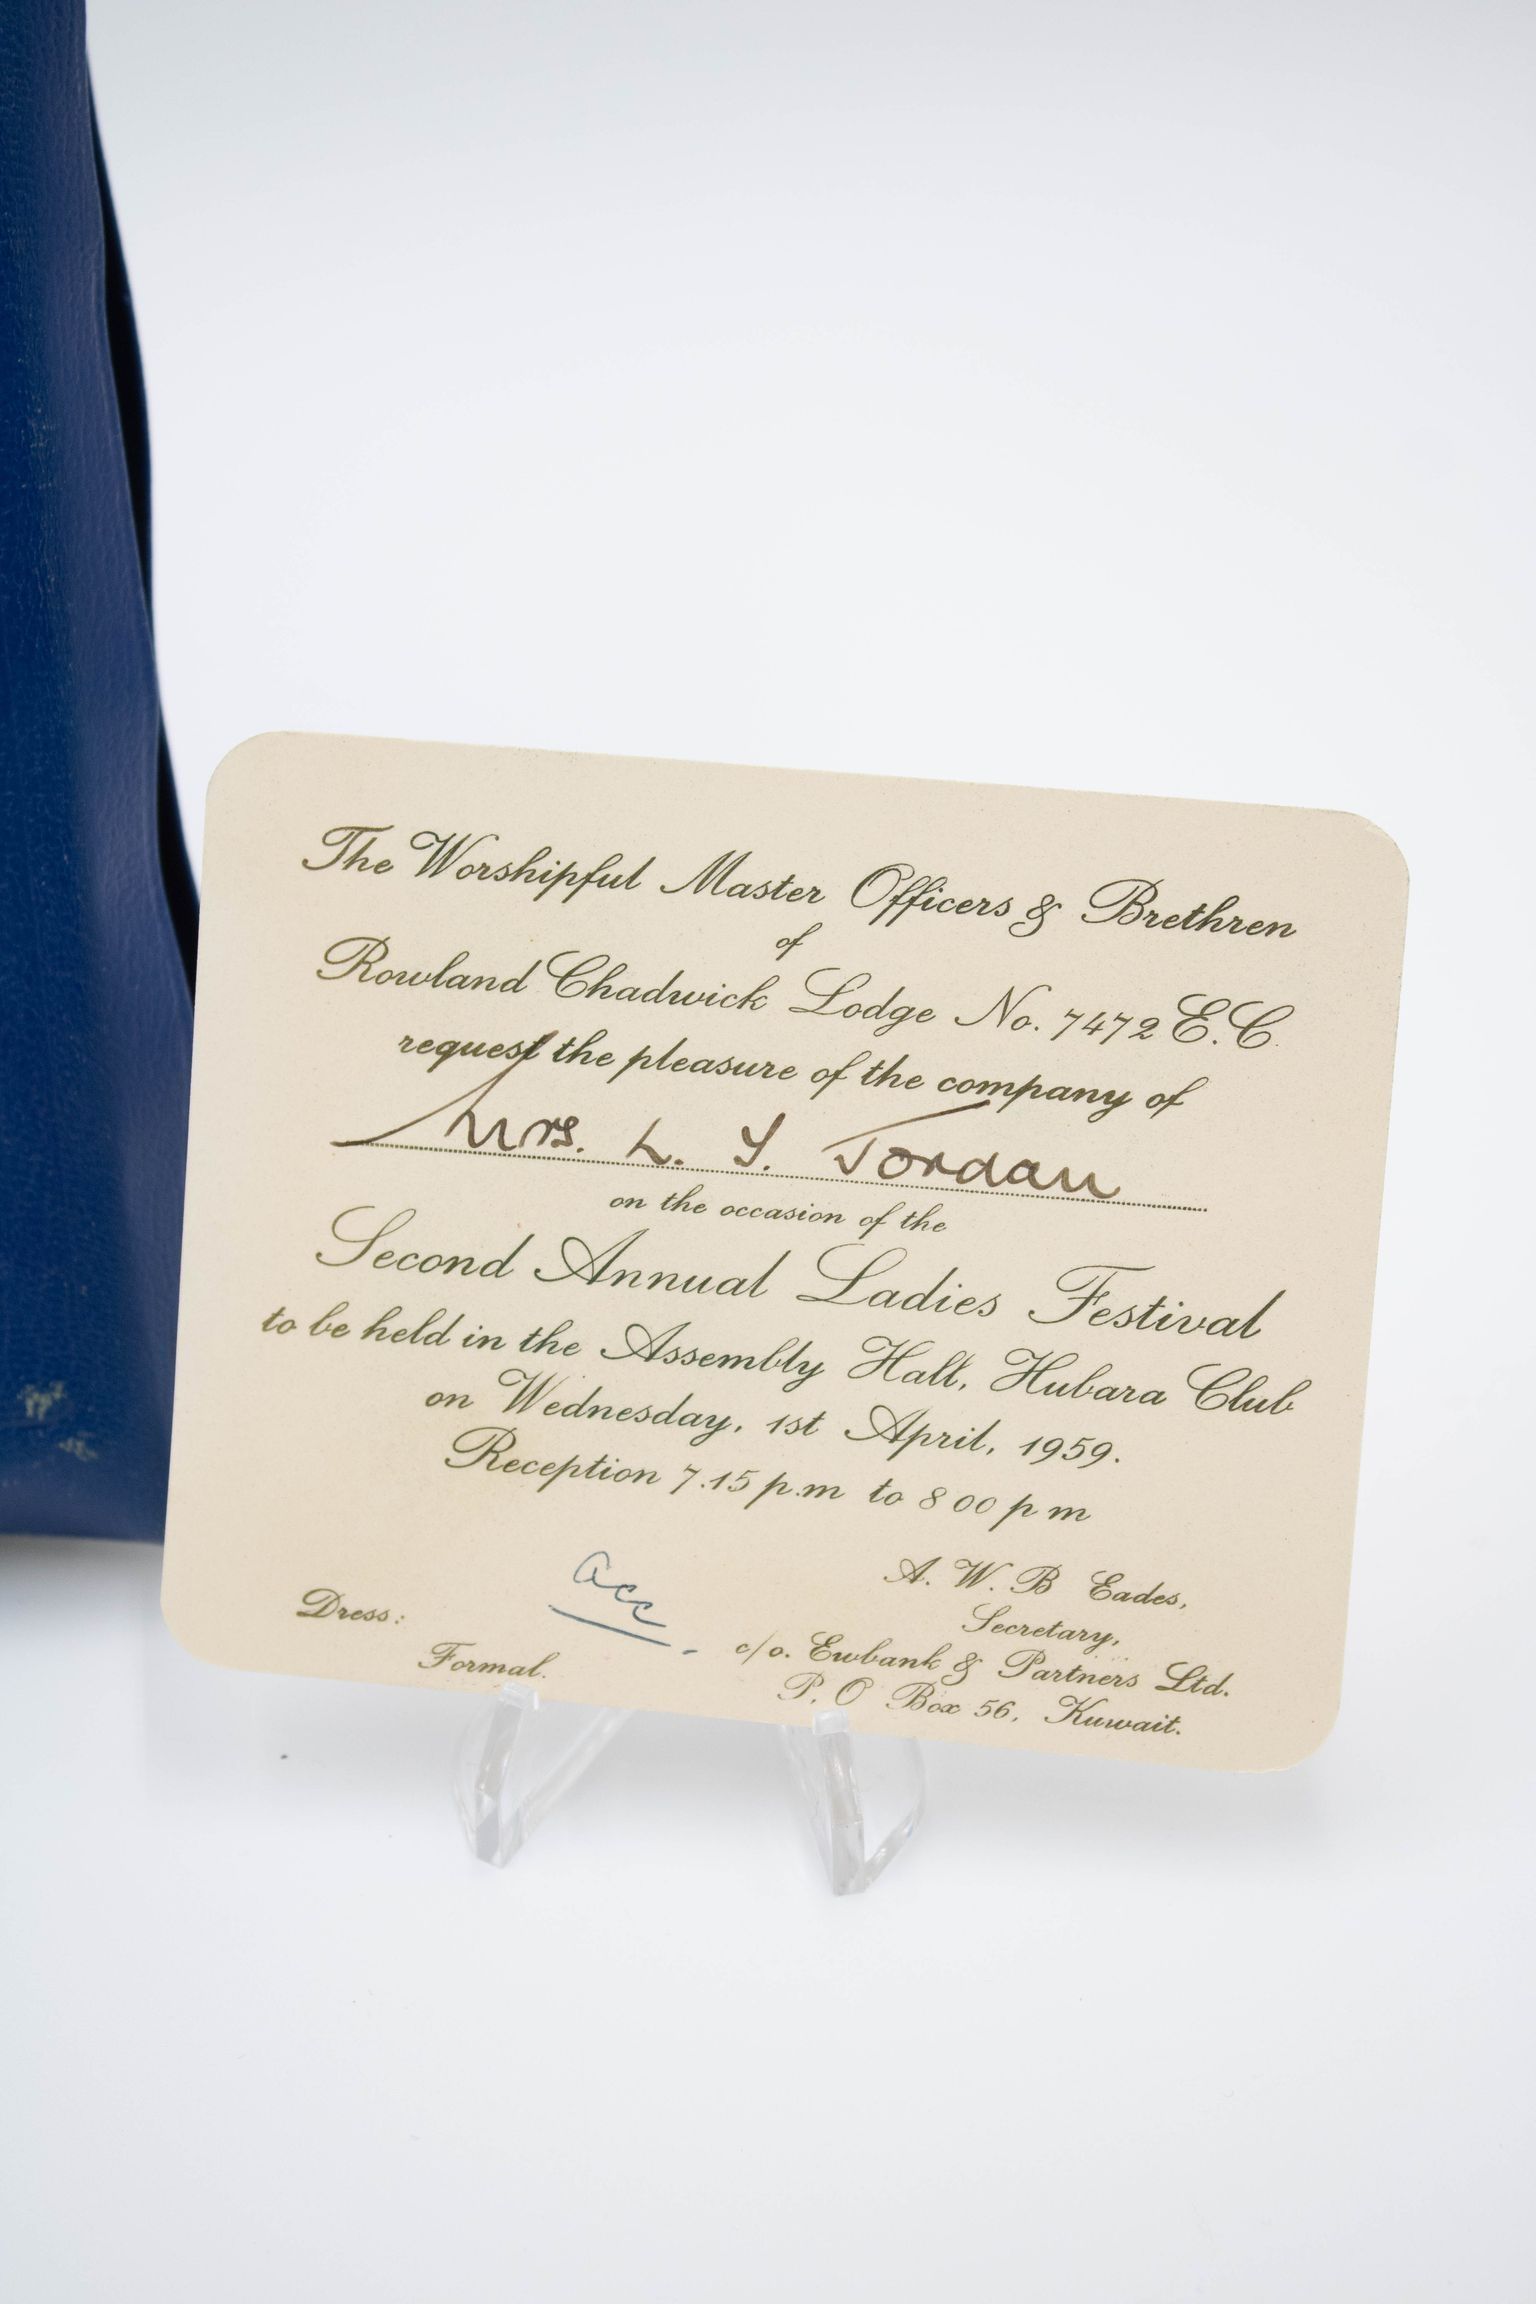 The Worshipful Master Officers & Brethren
of
Rowland Chadwick Lodge No. 7472 E.C.
request the pleasure of the company of
Mrs. L. Y. Jordan
on the occasion of the
Second Annual Ladies Festival
to be held in the Assembly Hall, Hubara Club
on Wednesday, 1st April, 1959.
Reception 7.15 p.m to 8 00 p m
acc
Dress:
Formal.
A. W. B Eades,
Secretary,
c/o. Ewbank & Partners Ltd.
P. O Box 56, Kuwait.